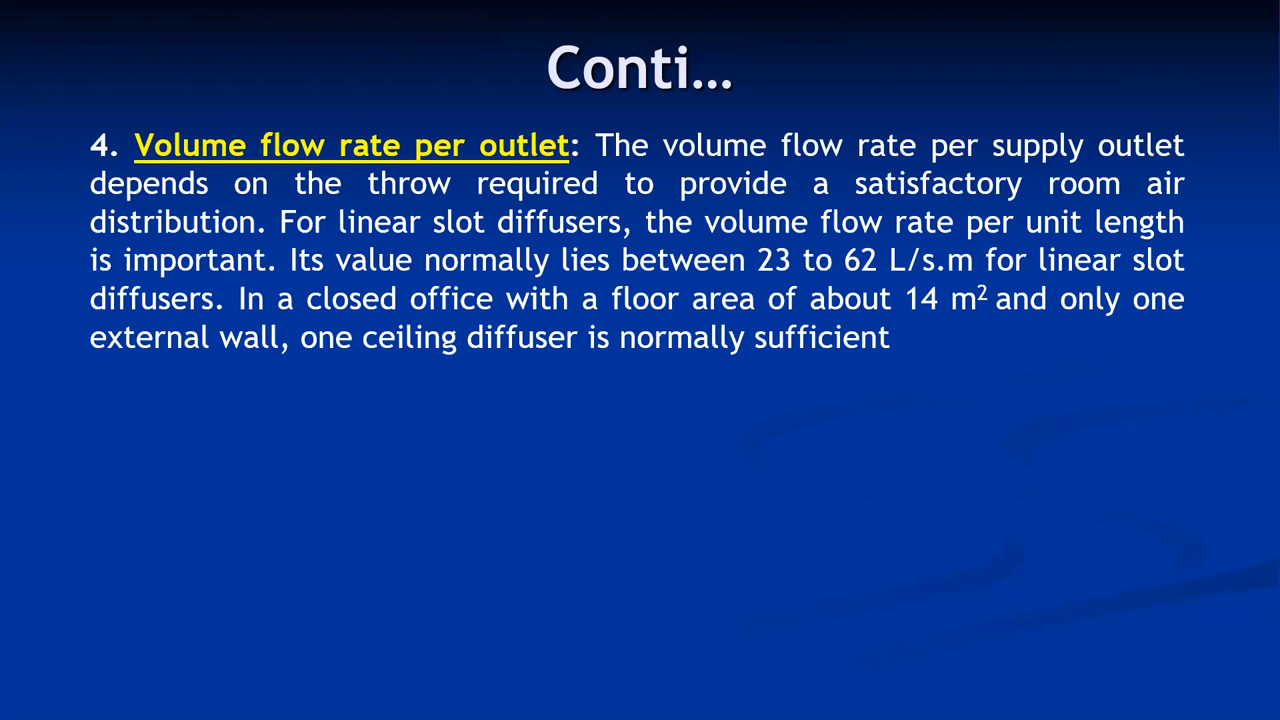 Conti...
4. Volume flow rate per outlet: The volume flow rate per supply outlet
depends on the throw required to provide a satisfactory room air
distribution. For linear slot diffusers, the volume flow rate per unit length
is important. Its value normally lies between 23 to 62 L/s.m for linear slot
diffusers. In a closed office with a floor area of about 14 m² and only one
external wall, one ceiling diffuser is normally sufficient